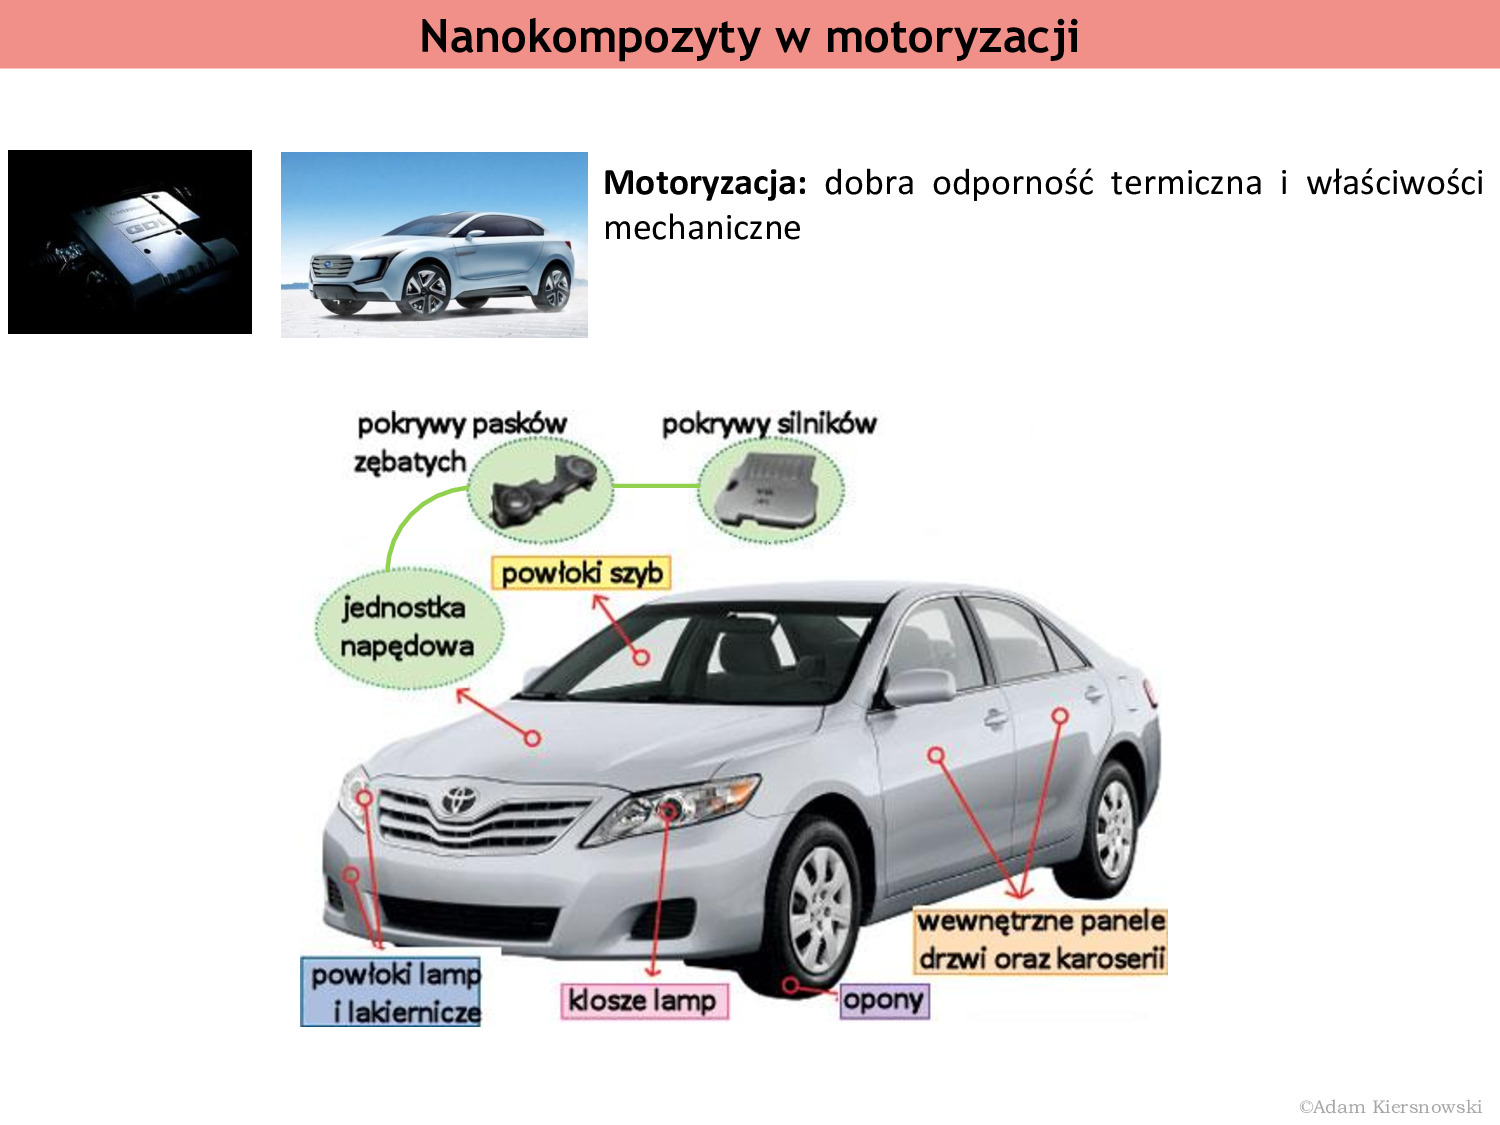 Nanokompozyty w motoryzacji
GDI
Motoryzacja: dobra odporność termiczna i właściwości
mechaniczne
pokrywy pasków
zębatych
pokrywy silników
powłoki szyb
jednostka
napędowa
wewnętrzne panele
drzwi oraz karoserii
powłoki lamp
i lakiernicze
klosze lamp
opony
©Adam Kiersnowski